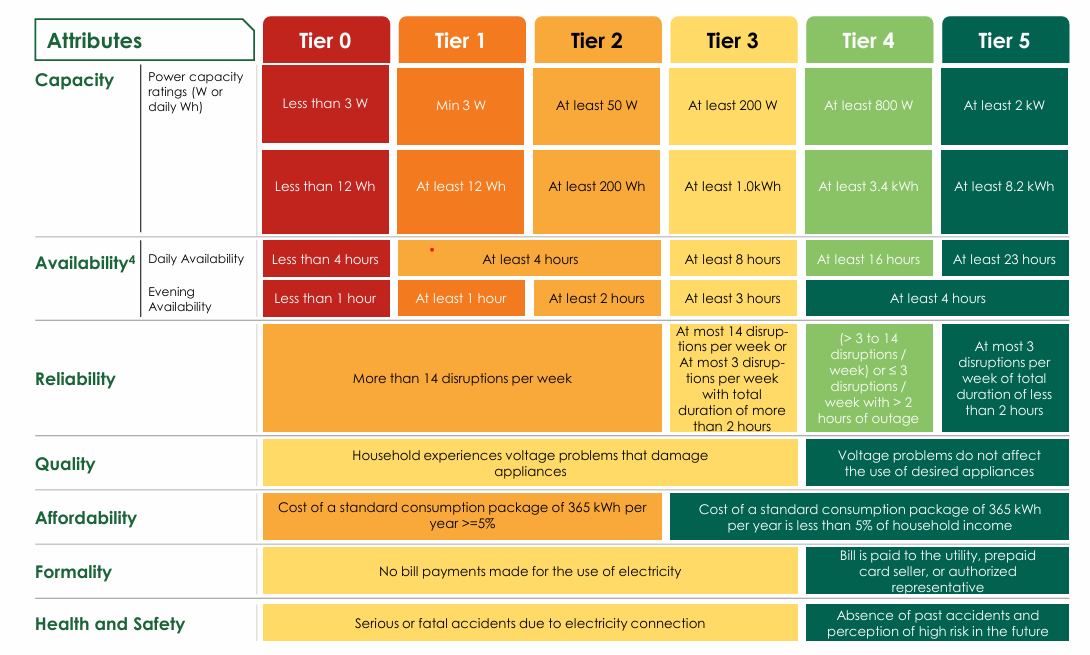 Attributes
Tier 0
Tier 1
Tier 2
Tier 3
Tier 4
Tier 5
Capacity
Power capacity
ratings (W or
daily Wh)
Less than 3 W
Min 3 W
At least 50 W
At least 200 W
At least 800 W
At least 2 kW
Less than 12 Wh
At least 12 Wh
At least 200 Wh
At least 1.0kWh
At least 3.4 kWh
At least 8.2 kWh
Availability⁴
Daily Availability
Less than 4 hours
At least 4 hours
At least 8 hours
At least 16 hours
At least 23 hours
Evening
Availability
Less than 1 hour
At least 1 hour
At least 2 hours
At least 3 hours
At least 4 hours
Reliability
More than 14 disruptions per week
At most 14 disrup-
tions per week or
At most 3 disrup-
tions per week
with total
duration of more
than 2 hours
(> 3 to 14
disruptions /
week) or ≤ 3
disruptions /
week with > 2
hours of outage
At most 3
disruptions per
week of total
duration of less
than 2 hours
Quality
Household experiences voltage problems that damage
appliances
Voltage problems do not affect
the use of desired appliances
Affordability
Cost of a standard consumption package of 365 kWh per
year >=5%
Cost of a standard consumption package of 365 kWh
per year is less than 5% of household income
Formality
No bill payments made for the use of electricity
Bill is paid to the utility, prepaid
card seller, or authorized
representative
Health and Safety
Serious or fatal accidents due to electricity connection
Absence of past accidents and
perception of high risk in the future